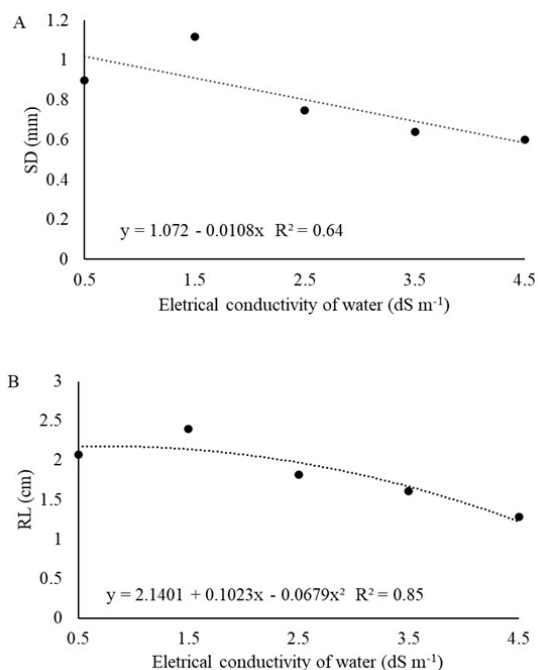 A
SD (mm)
1.2
1
0.8
0.6
0.4
0.2
0
y = 1.072 - 0.0108x R² = 0.64
0.5 1.5 2.5 3.5 4.5
Eletrical conductivity of water (dS m⁻¹)
B
RL (cm)
3
2.5
2
1.5
1
0.5
0
y = 2.1401 + 0.1023x - 0.0679x² R² = 0.85
0.5 1.5 2.5 3.5 4.5
Eletrical conductivity of water (dS m⁻¹)